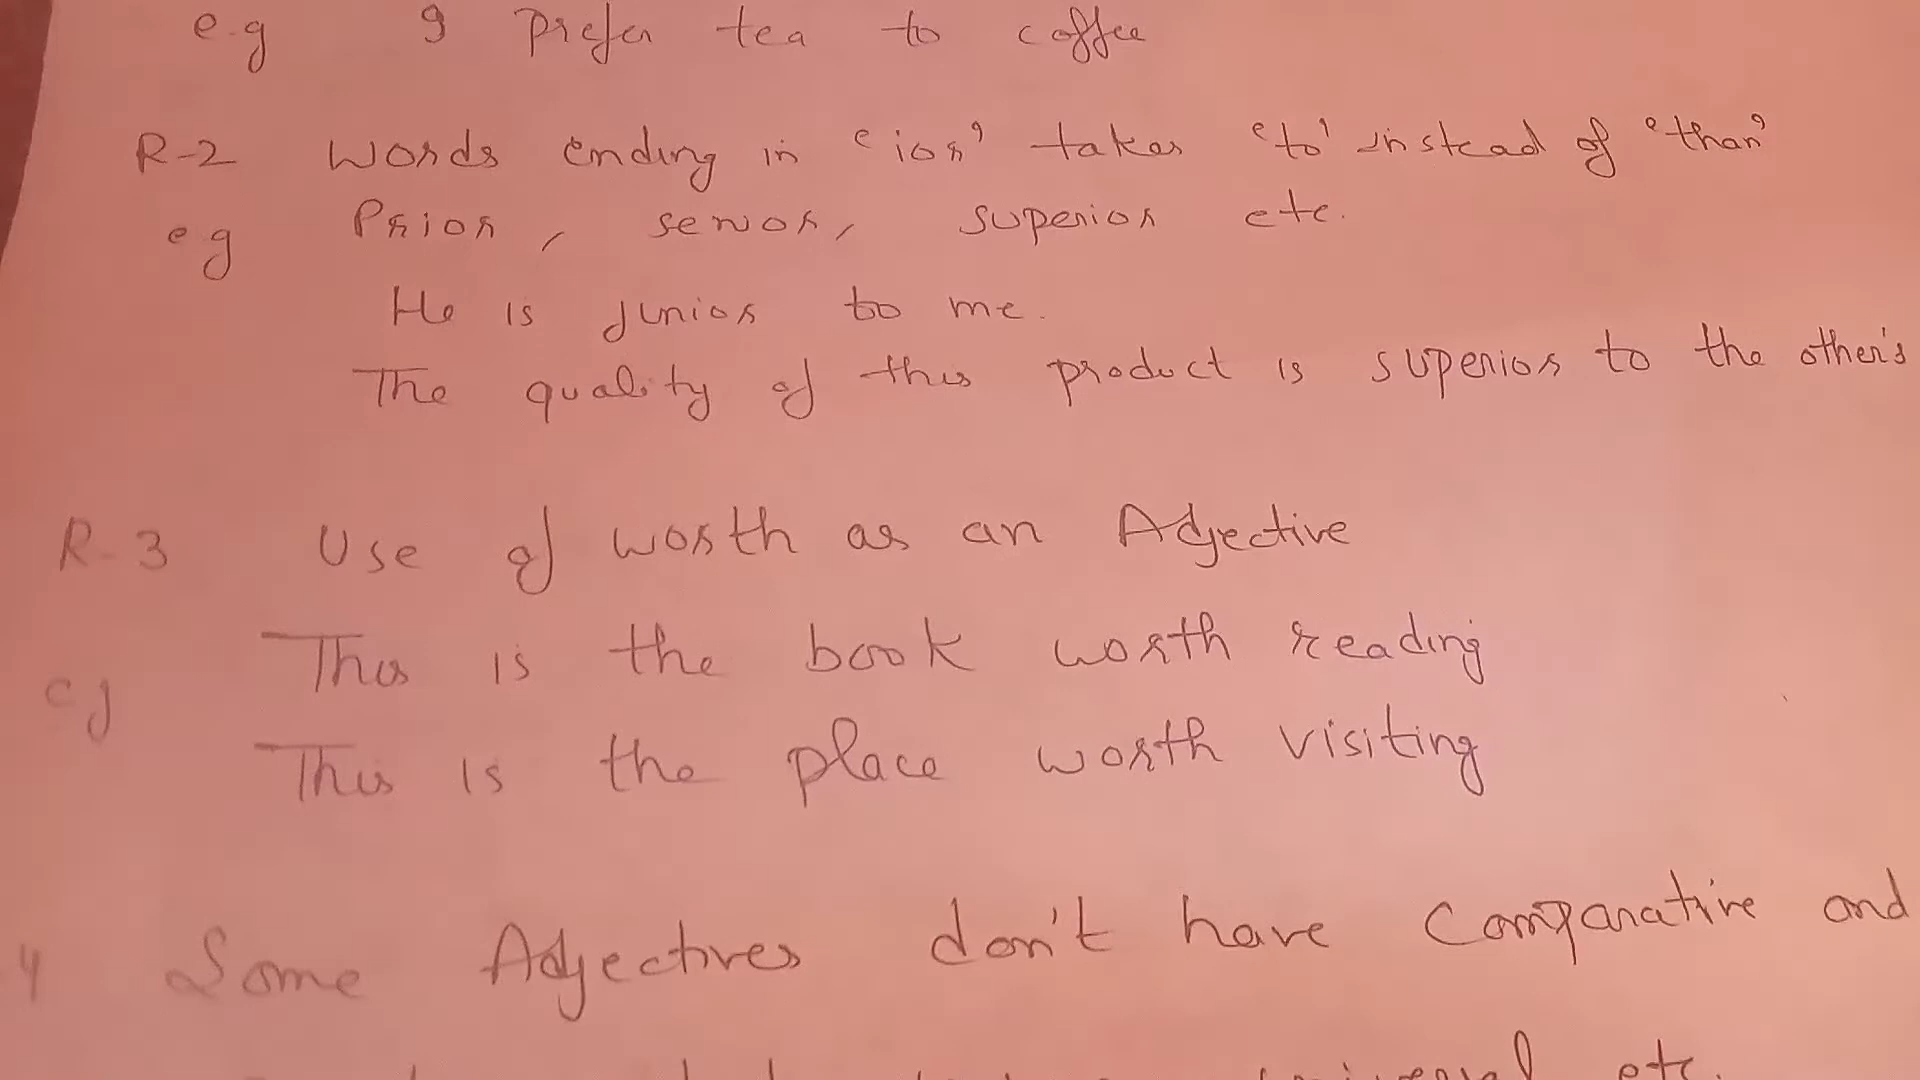 e.g I prefer tea to coffee
R-2 words ending in 'ior' takes 'to' instead of 'than'
eg Prior, senior, superior etc.
He is junior to me.
The quality of this product is superior to the other's
R-3 Use of worth as an Adjective
This is the book worth reading
eg
This is the place worth visiting
4 Some Adjectives don't have Comparative and
universal etc.